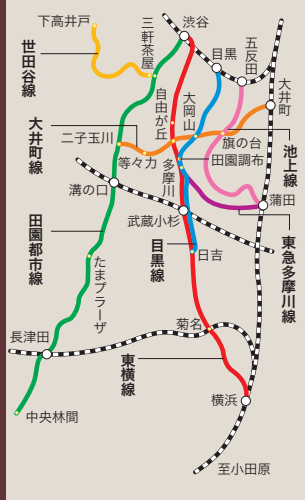 下高井戸
三軒茶屋
渋谷
目黒
五反田
世田谷線
自由が丘
大岡山
大井町
大井町線
二子玉川
旗の台
等々力
多摩川
田園調布
池上線
溝の口
蒲田
武蔵小杉
田園都市線
目黒線
日吉
東急多摩川線
たまプラーザ
菊名
長津田
東横線
横浜
中央林間
至小田原